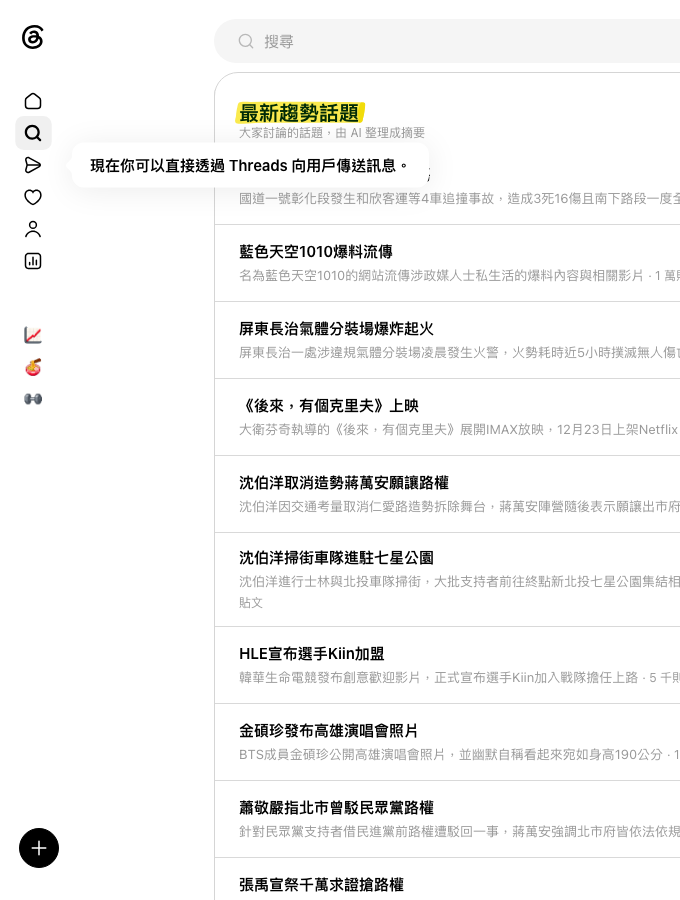 搜尋
最新趨勢話題
大家討論的話題，由 AI 整理成摘要
現在你可以直接透過 Threads 向用戶傳送訊息。
國道一號彰化段發生和欣客運等4車追撞事故，造成3死16傷且南下路段一度全
藍色天空1010爆料流傳
名為藍色天空1010的網站流傳涉政媒人士私生活的爆料內容與相關影片 · 1 萬
屏東長治氣體分裝場爆炸起火
屏東長治一處涉違規氣體分裝場凌晨發生火警，火勢耗時近5小時撲滅無人傷
《後來，有個克里夫》上映
大衛芬奇執導的《後來，有個克里夫》展開IMAX放映，12月23日上架Netflix
沈伯洋取消造勢蔣萬安願讓路權
沈伯洋因交通考量取消仁愛路造勢拆除舞台，蔣萬安陣營隨後表示願讓出市府
沈伯洋掃街車隊進駐七星公園
沈伯洋進行士林與北投車隊掃街，大批支持者前往終點新北投七星公園集結相
貼文
HLE宣布選手Kiin加盟
韓華生命電競發布創意歡迎影片，正式宣布選手Kiin加入戰隊擔任上路 · 5 千
金碩珍發布高雄演唱會照片
BTS成員金碩珍公開高雄演唱會照片，並幽默自稱看起來宛如身高190公分 · 1
蕭敬嚴指北市曾駁民眾黨路權
針對民眾黨支持者借民進黨前路權遭駁回一事，蔣萬安強調北市府皆依法依規
張禹宣祭千萬求證搶路權